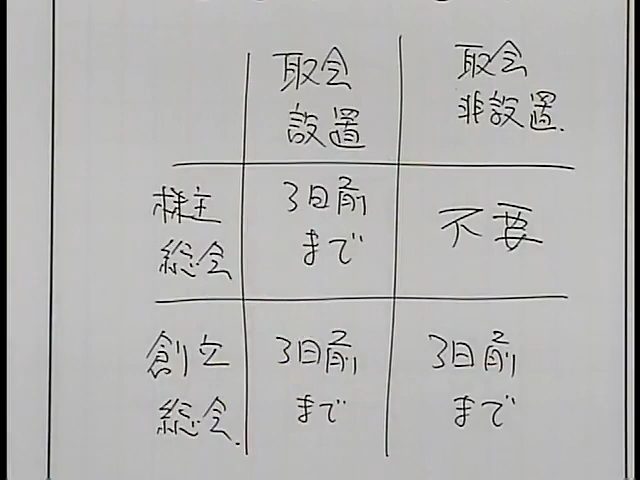 取会
設置
取会
非設置.
株主
総会
3日前
まで
不要
創立
総会.
3日前
まで
3日前
まで